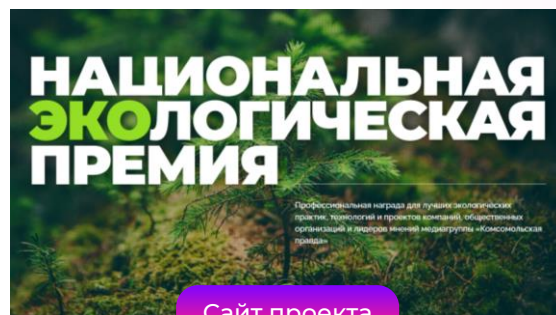 НАЦИОНАЛЬНАЯ
ЭКОЛОГИЧЕСКАЯ
ПРЕМИЯ
Профессиональная награда для лучших экологических
практик, технологий и проектов компаний, общественных
организаций и лидеров мнений медиагруппы «Комсомольская
правда»
Сайт проекта